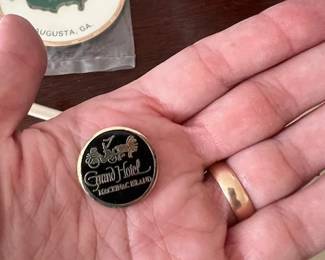 AUGUSTA, GA.
Grand Hotel
MACKINAC ISLAND